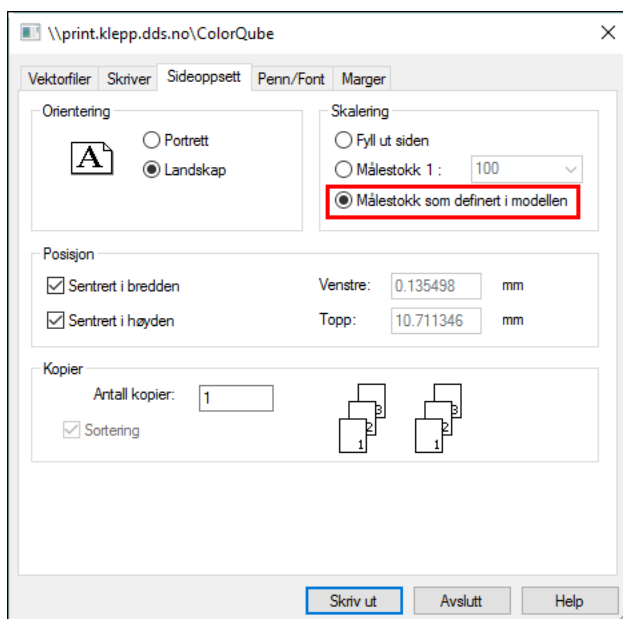 \\print.klepp.dds.no\ColorQube
Vektorfiler Skriver Sideoppsett Penn/Font Marger
Orientering
A
Portrett
Landskap
Skalering
Fyll ut siden
Målestokk 1 : 100
Målestokk som definert i modellen
Posisjon
Sentrert i bredden Venstre: 0.135498 mm
Sentrert i høyden Topp: 10.711346 mm
Kopier
Antall kopier: 1
Sortering
3 3
2 2
1 1
Skriv ut Avslutt Help